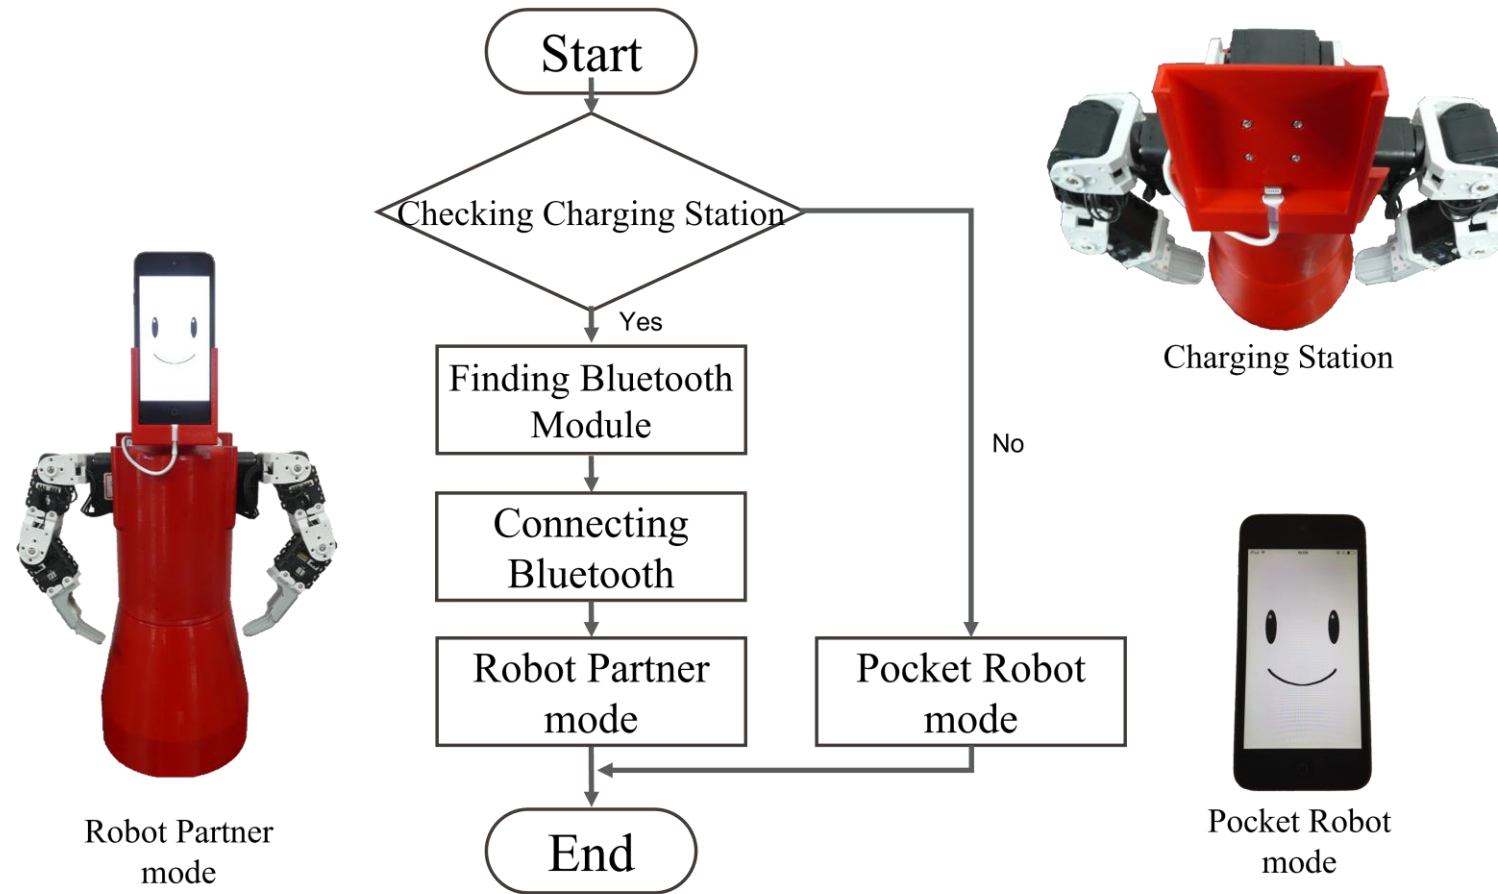 Start
Checking Charging Station
Yes
Finding Bluetooth
Module
No
Connecting
Bluetooth
Robot Partner
mode
Pocket Robot
mode
End
Robot Partner
mode
Charging Station
Pocket Robot
mode